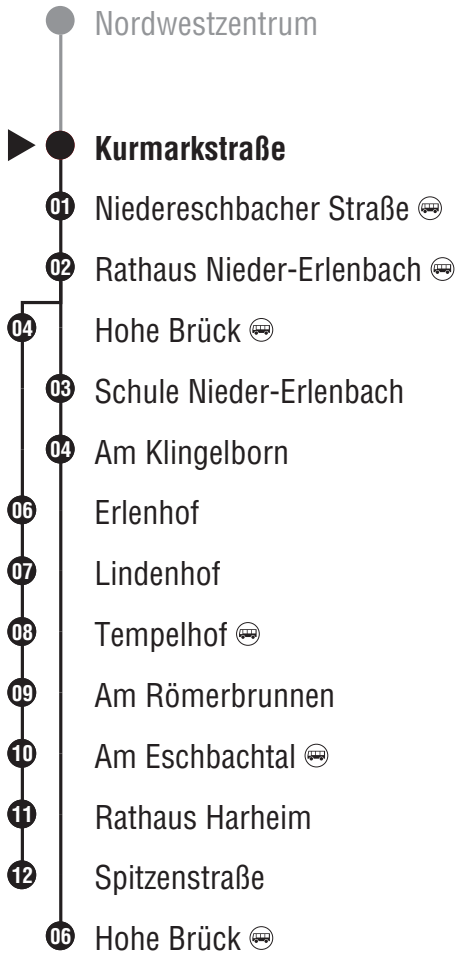 Nordwestzentrum
Kurmarkstraße
01 Niedereschbacher Straße
02 Rathaus Nieder-Erlenbach
04 Hohe Brück
03 Schule Nieder-Erlenbach
04 Am Klingelborn
06 Erlenhof
07 Lindenhof
08 Tempelhof
09 Am Römerbrunnen
10 Am Eschbachtal
11 Rathaus Harheim
12 Spitzenstraße
06 Hohe Brück